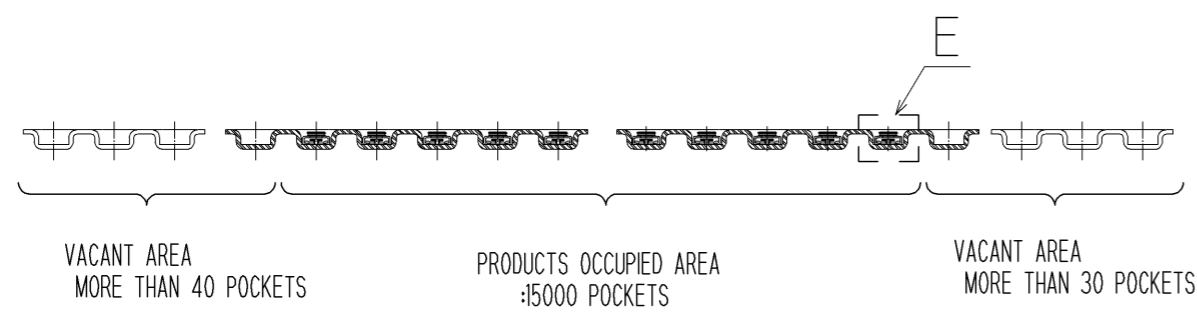 E
VACANT AREA
MORE THAN 40 POCKETS
PRODUCTS OCCUPIED AREA
:15000 POCKETS
VACANT AREA
MORE THAN 30 POCKETS